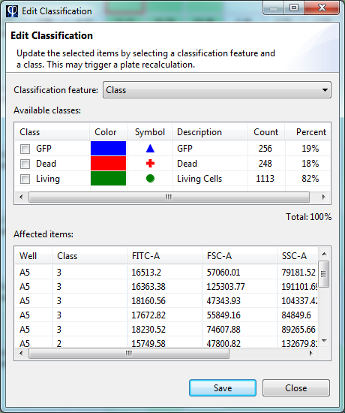 Edit Classification
Edit Classification
Update the selected items by selecting a classification feature and
a class. This may trigger a plate recalculation.
Classification feature: Class
Available classes:
Class Color Symbol Description Count Percent
GFP GFP 256 19%
Dead Dead 248 18%
Living Living Cells 1113 82%
Total: 100%
Affected items:
Well Class FITC-A FSC-A SSC-A
A5 3 16513.2 57060.01 79181.52
A5 3 16363.38 125303.77 191101.65
A5 3 18160.56 47343.93 104337.42
A5 3 17672.82 55849.16 84849.6
A5 3 18230.52 74607.88 89265.66
A5 2 15749.58 47800.82 132679.81
Save Close